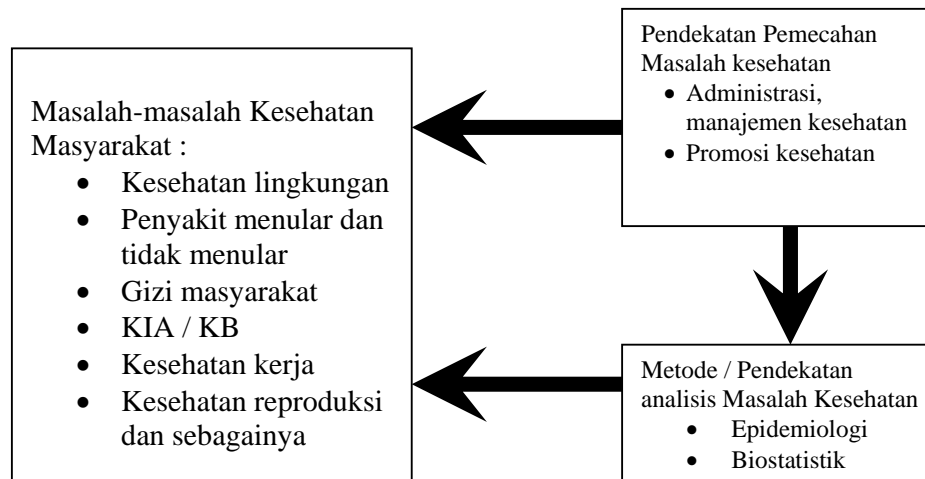 Masalah-masalah Kesehatan
Masyarakat :
• Kesehatan lingkungan
• Penyakit menular dan
tidak menular
• Gizi masyarakat
• KIA / KB
• Kesehatan kerja
• Kesehatan reproduksi
dan sebagainya
Pendekatan Pemecahan
Masalah kesehatan
• Administrasi,
manajemen kesehatan
• Promosi kesehatan
Metode / Pendekatan
analisis Masalah Kesehatan
• Epidemiologi
• Biostatistik